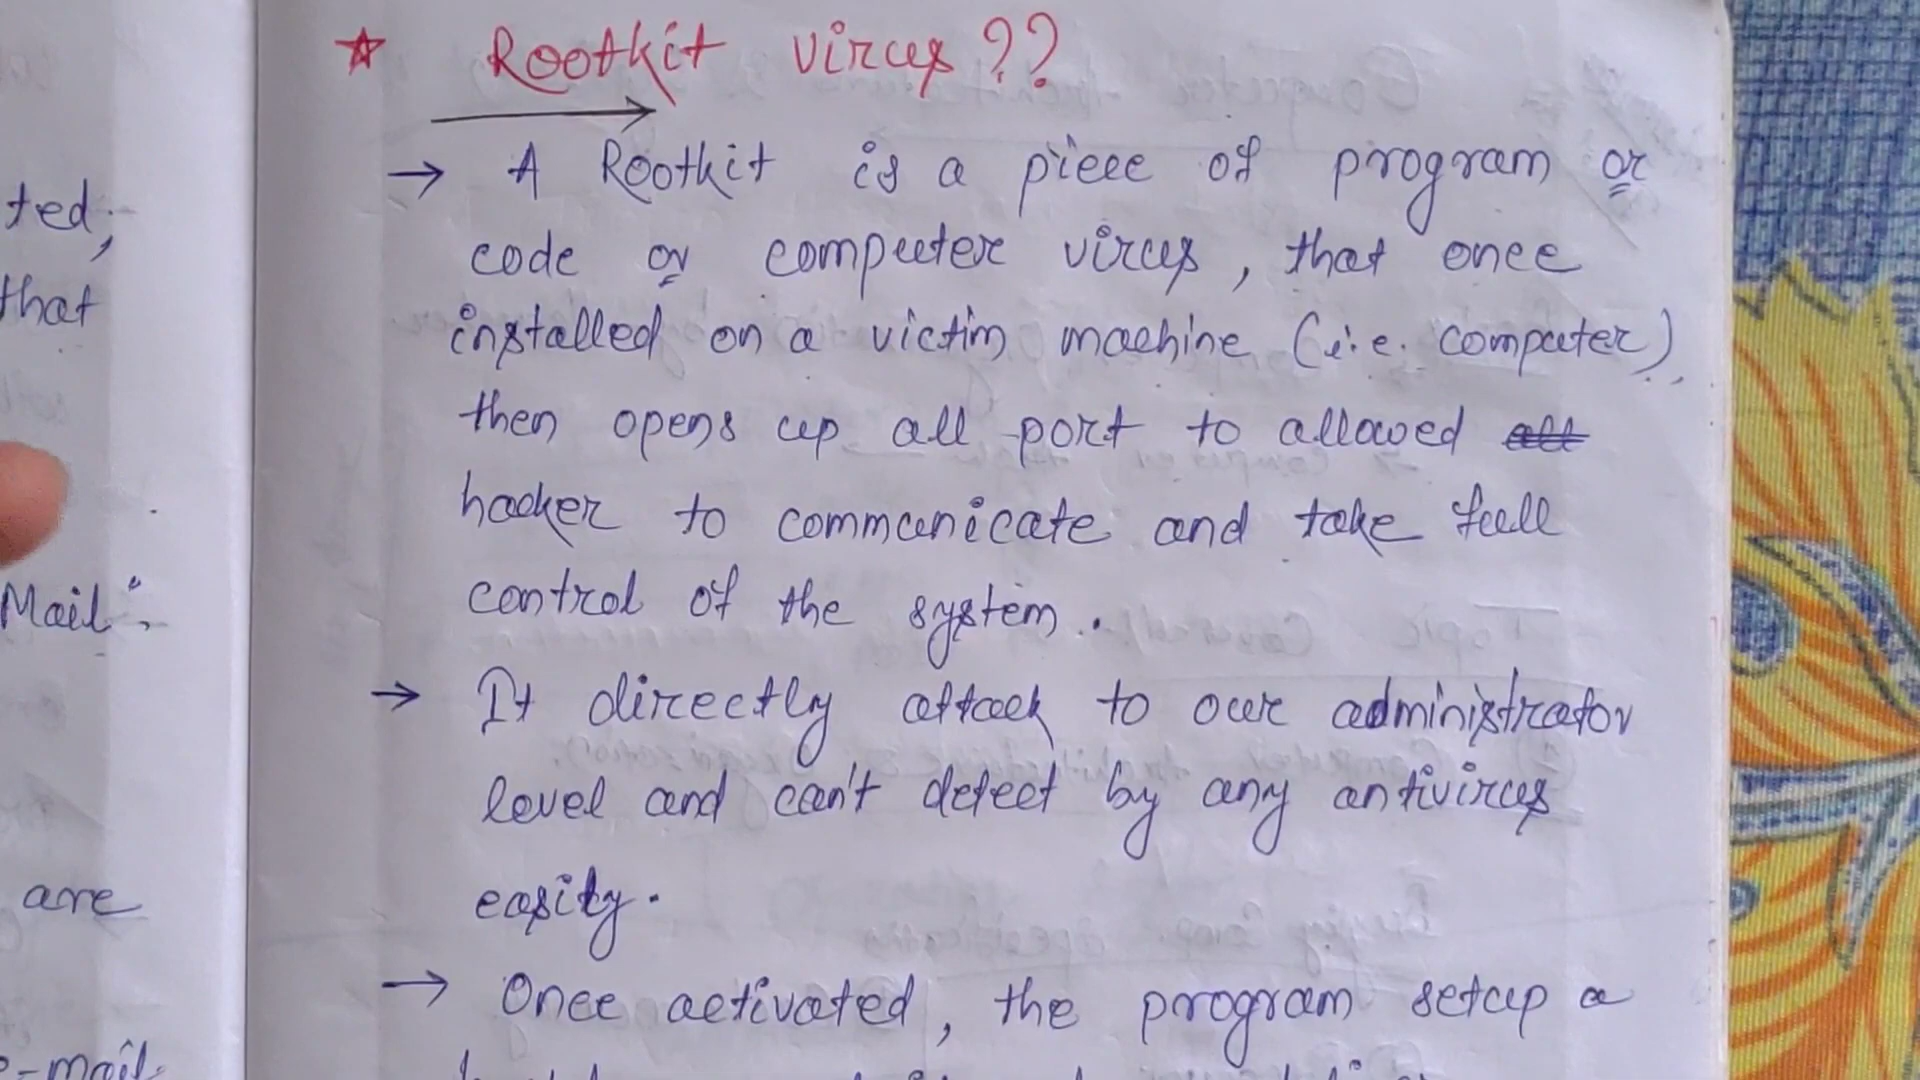 ted,
that
Mail".
are
e-mail.
Rootkit virus??
→ A Rootkit is a piece of program or
code or computer virus, that once
installed on a victim machine (i.e. computer),
then opens up all port to allowed
hacker to communicate and take full
control of the system.
→ It directly attack to our administrator
level and can't detect by any antivirus
easity.
→ Once activated, the program setup a